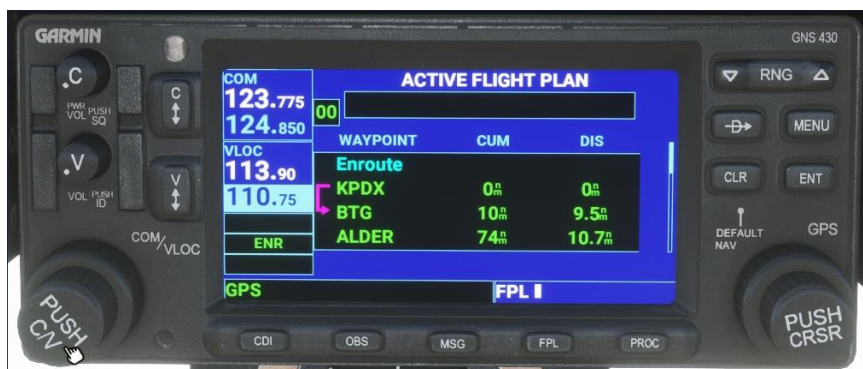 GARMIN
GNS 430
C
PWR PUSH
VOL SQ
C
V
VOL PUSH
ID
V
COM/VLOC
PUSH
C/V
COM
123.775
124.850
VLOC
113.90
110.75
ENR
GPS
ACTIVE FLIGHT PLAN
00
WAYPOINT CUM DIS
Enroute
KPDX 0nm 0nm
BTG 10nm 9.5nm
ALDER 74nm 10.7nm
FPL
RNG
D
MENU
CLR
ENT
DEFAULT
NAV
GPS
PUSH
CRSR
CDI
OBS
MSG
FPL
PROC